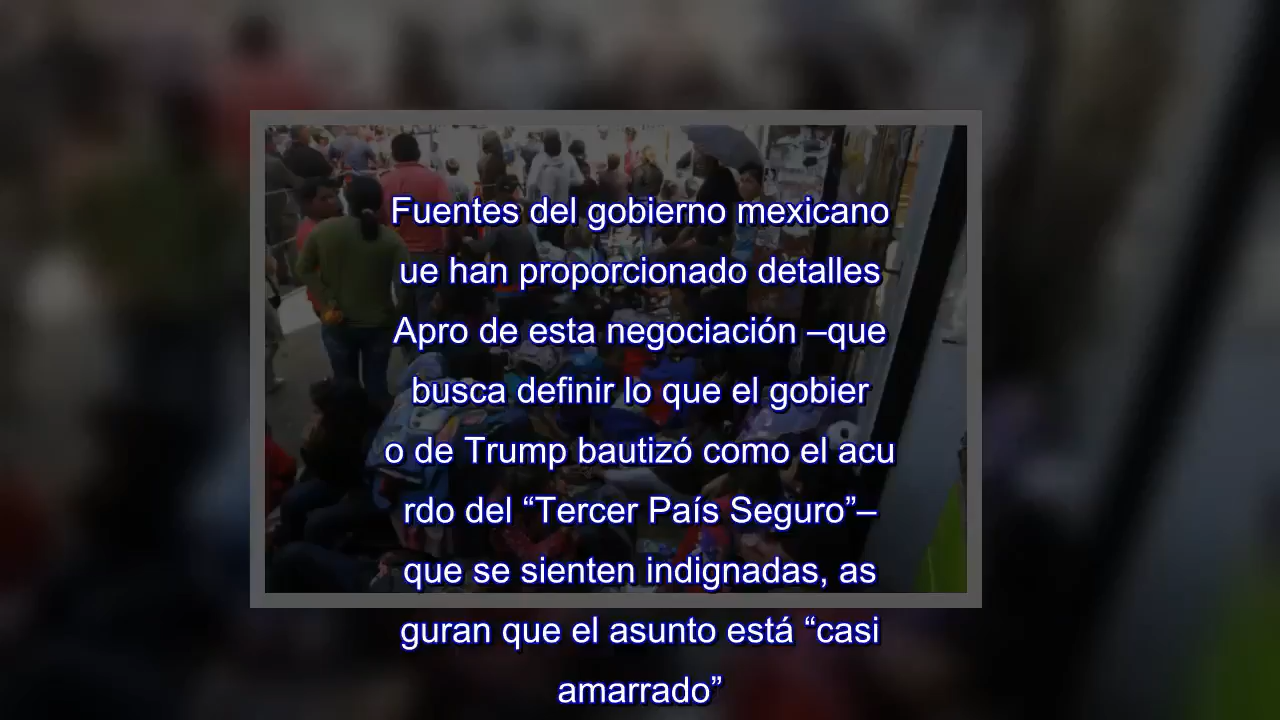 Fuentes del gobierno mexicano
ue han proporcionado detalles
Apro de esta negociación –que
busca definir lo que el gobier
o de Trump bautizó como el acu
rdo del “Tercer País Seguro”–
que se sienten indignadas, as
guran que el asunto está “casi
amarrado”